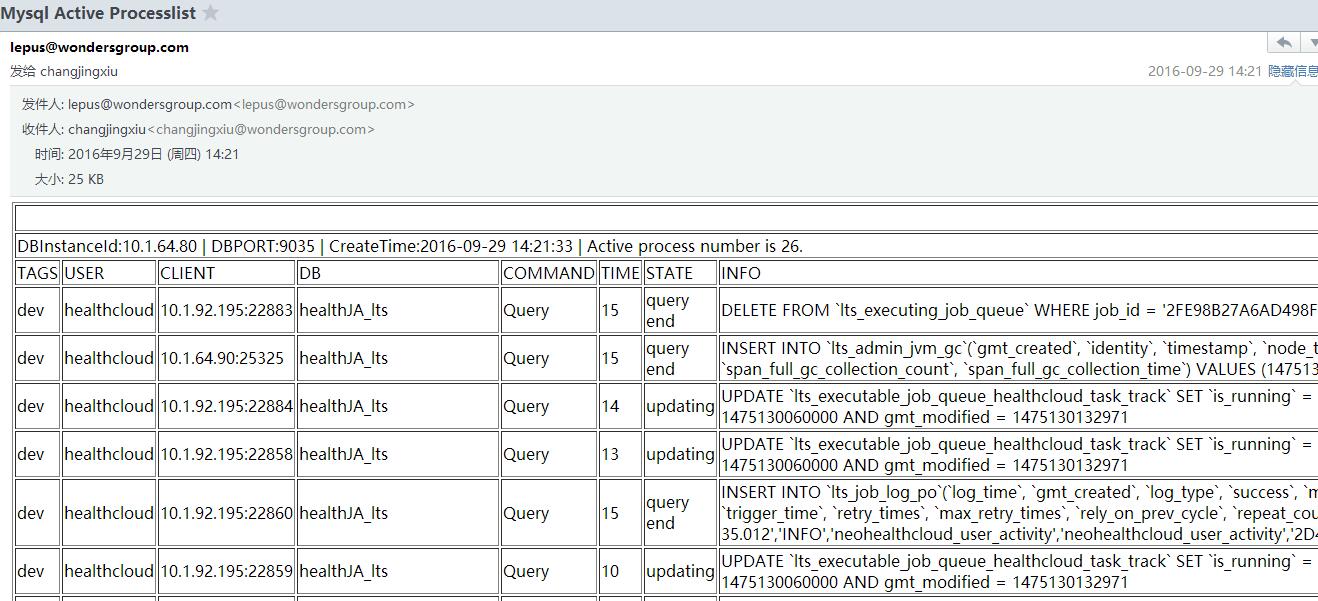 Mysql Active Processlist
lepus@wondersgroup.com
发给 changjingxiu
2016-09-29 14:21 隐藏信息
发件人: lepus@wondersgroup.com<lepus@wondersgroup.com>
收件人: changjingxiu<changjingxiu@wondersgroup.com>
时间: 2016年9月29日 (周四) 14:21
大小: 25 KB
DBInstanceId:10.1.64.80 | DBPORT:9035 | CreateTime:2016-09-29 14:21:33 | Active process number is 26.
TAGS USER CLIENT DB COMMAND TIME STATE INFO
dev healthcloud 10.1.92.195:22883 healthJA_lts Query 15 query end DELETE FROM `lts_executing_job_queue` WHERE job_id = '2FE98B27A6AD498F
dev healthcloud 10.1.64.90:25325 healthJA_lts Query 15 query end INSERT INTO `lts_admin_jvm_gc`(`gmt_created`, `identity`, `timestamp`, `node_t
`span_full_gc_collection_count`, `span_full_gc_collection_time`) VALUES (147513
dev healthcloud 10.1.92.195:22884 healthJA_lts Query 14 updating UPDATE `lts_executable_job_queue_healthcloud_task_track` SET `is_running` =
1475130060000 AND gmt_modified = 1475130132971
dev healthcloud 10.1.92.195:22858 healthJA_lts Query 13 updating UPDATE `lts_executable_job_queue_healthcloud_task_track` SET `is_running` =
1475130060000 AND gmt_modified = 1475130132971
dev healthcloud 10.1.92.195:22860 healthJA_lts Query 15 query end INSERT INTO `lts_job_log_po`(`log_time`, `gmt_created`, `log_type`, `success`, `m
`trigger_time`, `retry_times`, `max_retry_times`, `rely_on_prev_cycle`, `repeat_cou
35.012','INFO','neohealthcloud_user_activity','neohealthcloud_user_activity','2D4
dev healthcloud 10.1.92.195:22859 healthJA_lts Query 10 updating UPDATE `lts_executable_job_queue_healthcloud_task_track` SET `is_running` =
1475130060000 AND gmt_modified = 1475130132971